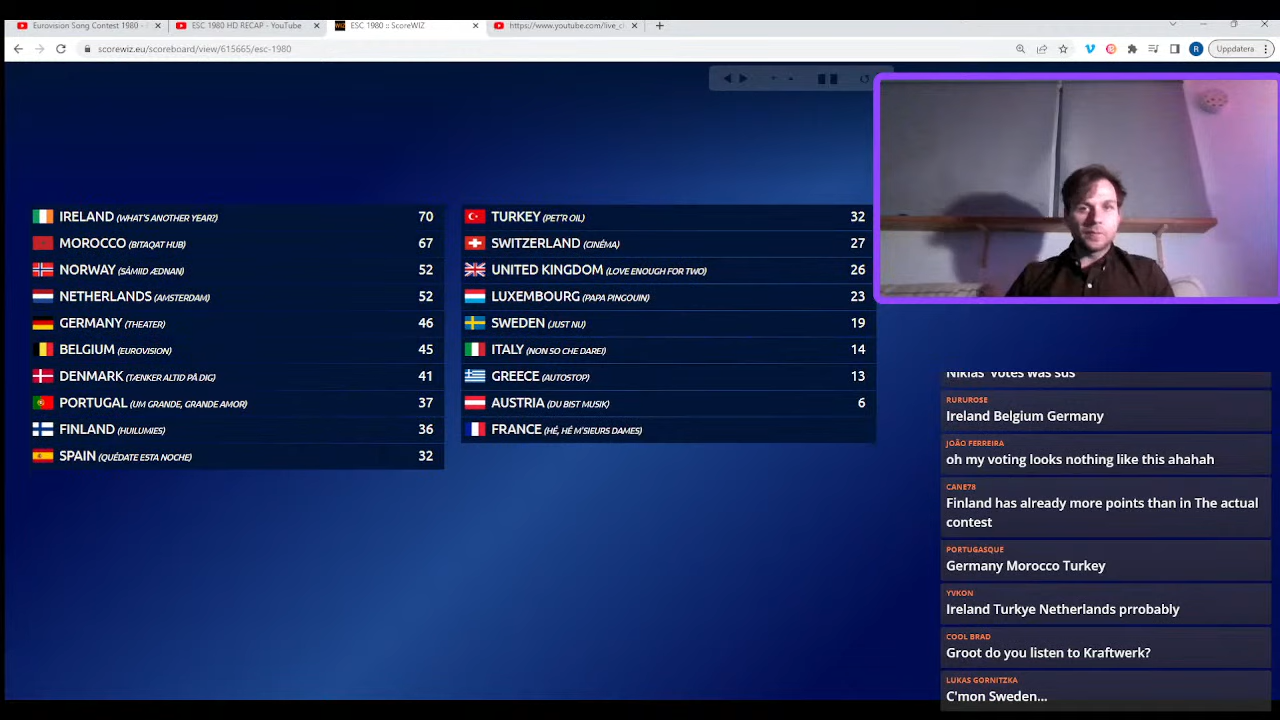 Eurovision Song Contest 1980 -
ESC 1980 HD RECAP - YouTube
ESC 1980 :: ScoreWIZ
https://www.youtube.com/live_c
scorewiz.eu/scoreboard/view/615665/esc-1980
R
Uppdatera
IRELAND (WHAT'S ANOTHER YEAR?) 70
MOROCCO (BITAQAT HUB) 67
NORWAY (SÁMIID ÆDNAN) 52
NETHERLANDS (AMSTERDAM) 52
GERMANY (THEATER) 46
BELGIUM (EUROVISION) 45
DENMARK (TÆNKER ALTID PÅ DIG) 41
PORTUGAL (UM GRANDE, GRANDE AMOR) 37
FINLAND (HUILUMIES) 36
SPAIN (QUÉDATE ESTA NOCHE) 32
TURKEY (PET'R OIL) 32
SWITZERLAND (CINÉMA) 27
UNITED KINGDOM (LOVE ENOUGH FOR TWO) 26
LUXEMBOURG (PAPA PINGOUIN) 23
SWEDEN (JUST NU) 19
ITALY (NON SO CHE DAREI) 14
GREECE (AUTOSTOP) 13
AUSTRIA (DU BIST MUSIK) 6
FRANCE (HÉ, HÉ M'SIEURS DAMES)
Niklas' Votes was sus
RURUROSE
Ireland Belgium Germany
JOÃO FERREIRA
oh my voting looks nothing like this ahahah
CANE78
Finland has already more points than in The actual
contest
PORTUGASQUE
Germany Morocco Turkey
YVKON
Ireland Turkye Netherlands prrobably
COOL BRAD
Groot do you listen to Kraftwerk?
LUKAS GORNITZKA
C'mon Sweden...